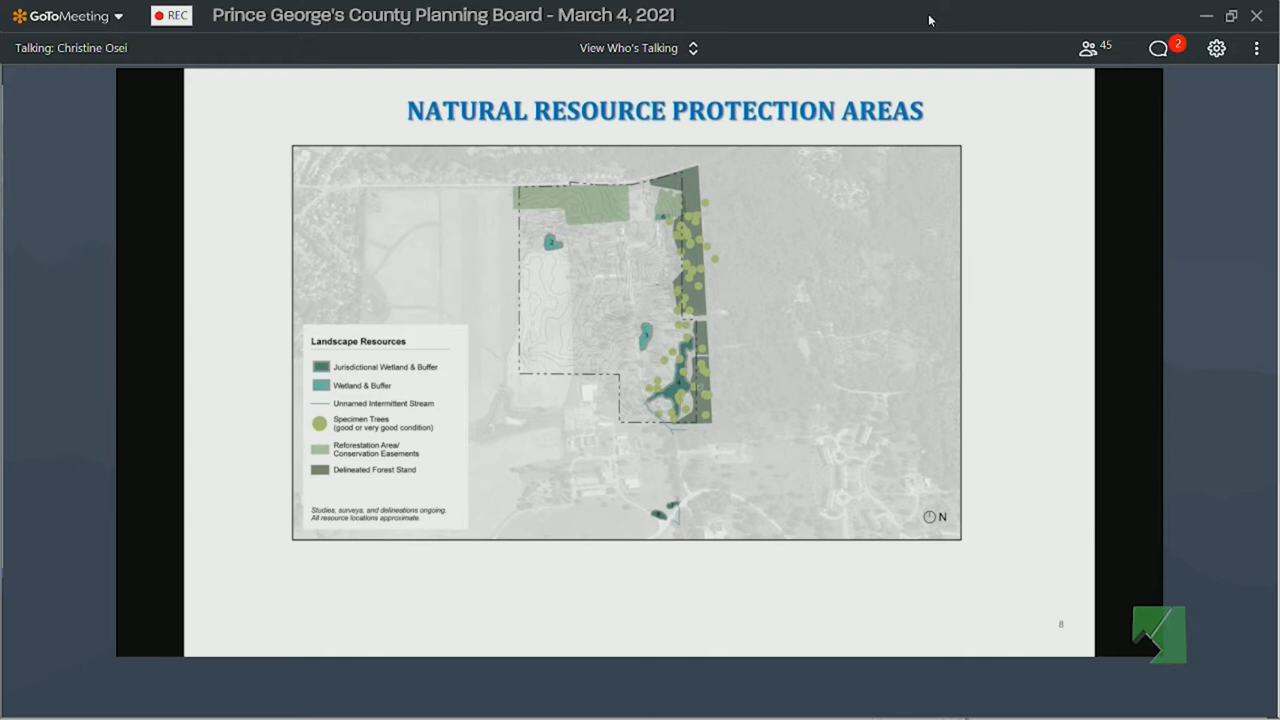 GoToMeeting
REC
Prince George's County Planning Board - March 4, 2021
Talking: Christine Osei
View Who's Talking
45
2
NATURAL RESOURCE PROTECTION AREAS
2
Landscape Resources
Jurisdictional Wetland & Buffer
Wetland & Buffer
Unnamed Intermittent Stream
Specimen Trees
(good or very good condition)
Reforestation Area/
Conservation Easements
Delineated Forest Stand
Studies, surveys, and delineations ongoing.
All resource locations approximate.
N
8